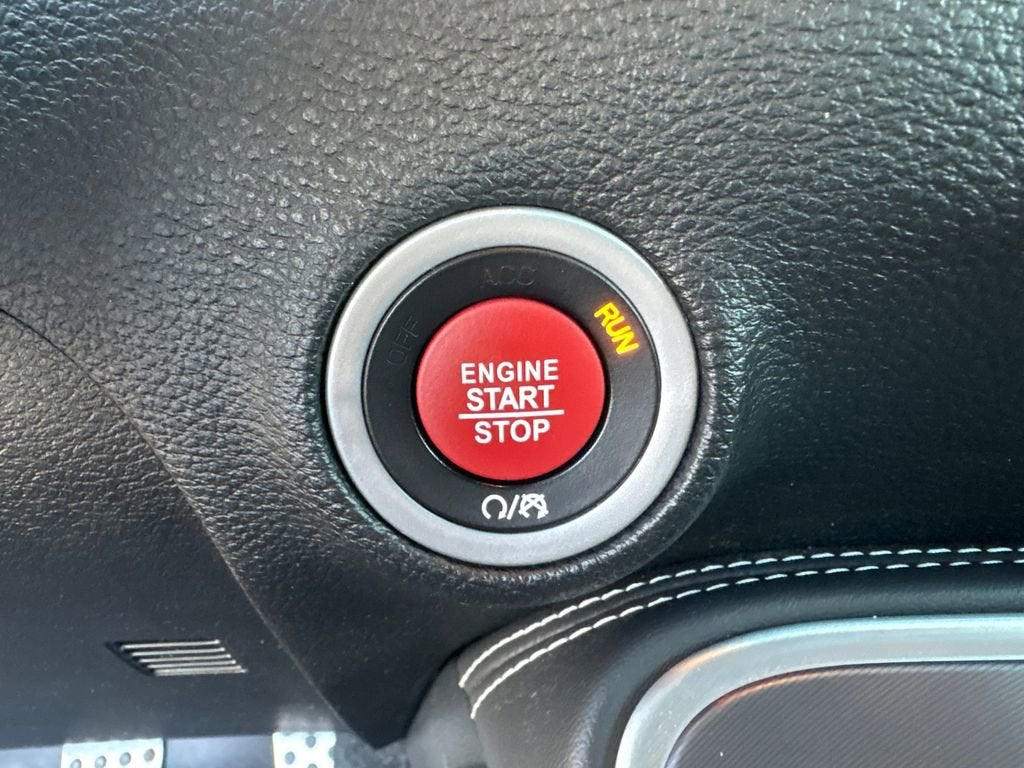 ACC
OFF
RUN
ENGINE
START
STOP